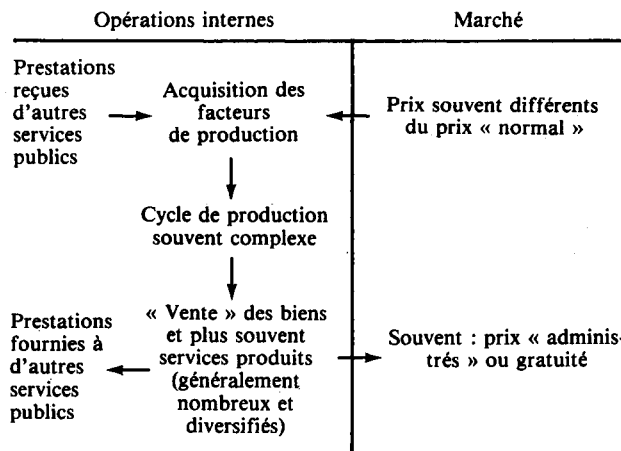 Opérations internes
Marché
Prestations
reçues
d'autres
services
publics
Acquisition des
facteurs
de production
Prix souvent différents
du prix « normal »
Cycle de production
souvent complexe
Prestations
fournies à
d'autres
services
publics
« Vente » des biens
et plus souvent
services produits
(généralement
nombreux et
diversifiés)
Souvent : prix « adminis-
trés » ou gratuité